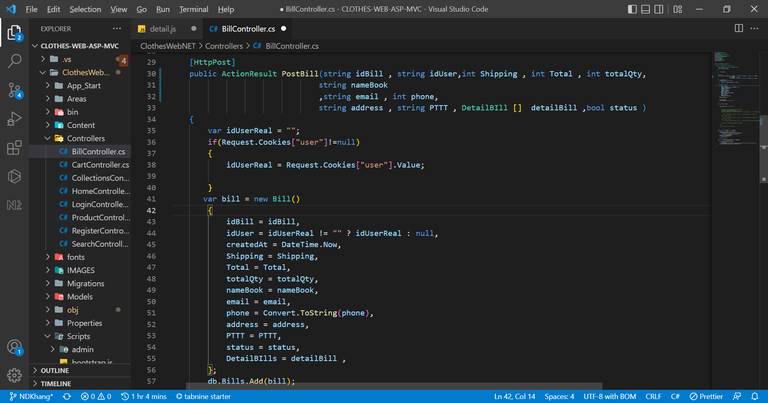 File Edit Selection View Go Run Terminal ... BillController.cs - CLOTHES-WEB-ASP-MVC - Visual Studio Code
EXPLORER ...
detail.js
BillController.cs
ClothesWebNET > Controllers > BillController.cs
CLOTHES-WEB-ASP-MVC
.vs 4
ClothesWeb...
App_Start
Areas
bin
Content
Controllers
BillController.cs
CartController.cs
CollectionsCon...
HomeControlle...
LoginControlle...
ProductControl...
RegisterContro...
SearchControll...
fonts
IMAGES
Migrations
Models
obj
Properties
Scripts
admin
bootstrap.js
OUTLINE
TIMELINE
2
4
1
1
29 [HttpPost]
30 public ActionResult PostBill(string idBill , string idUser,int Shipping , int Total , int totalQty,
31 string nameBook
32 ,string email , int phone,
33 string address , string PTTT , DetailBIll [] detailBill ,bool status )
34 {
35 var idUserReal = "";
36 if(Request.Cookies["user"]!=null)
37 {
38 idUserReal = Request.Cookies["user"].Value;
39
40 }
41 var bill = new Bill()
42 {
43 idBill = idBill,
44 idUser = idUserReal != "" ? idUserReal : null,
45 createdAt = DateTime.Now,
46 Shipping = Shipping,
47 Total = Total,
48 totalQty = totalQty,
49 nameBook = nameBook,
50 email = email,
51 phone = Convert.ToString(phone),
52 address = address,
53 PTTT = PTTT,
54 status = status,
55 DetailBIlls = detailBill ,
56 };
57 db.Bills.Add(bill);
NDKhang* 0 0 1 hr 4 mins tabnine starter Ln 42, Col 14 Spaces: 4 UTF-8 with BOM CRLF C# Prettier